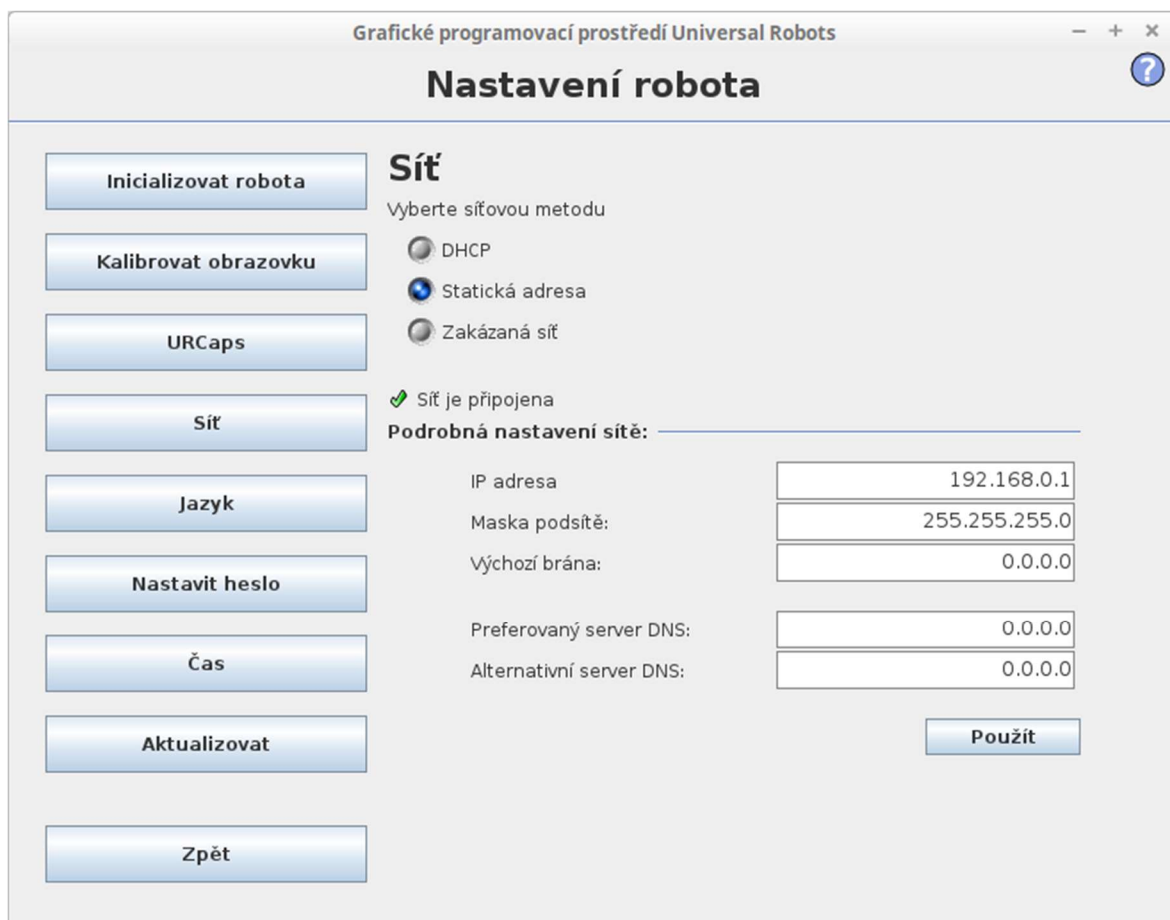 Grafické programovací prostředí Universal Robots
Nastavení robota
?
Inicializovat robota
Kalibrovat obrazovku
URCaps
Síť
Jazyk
Nastavit heslo
Čas
Aktualizovat
Zpět
Síť
Vyberte síťovou metodu
DHCP
Statická adresa
Zakázaná síť
Síť je připojena
Podrobná nastavení sítě:
IP adresa 192.168.0.1
Maska podsítě: 255.255.255.0
Výchozí brána: 0.0.0.0
Preferovaný server DNS: 0.0.0.0
Alternativní server DNS: 0.0.0.0
Použít